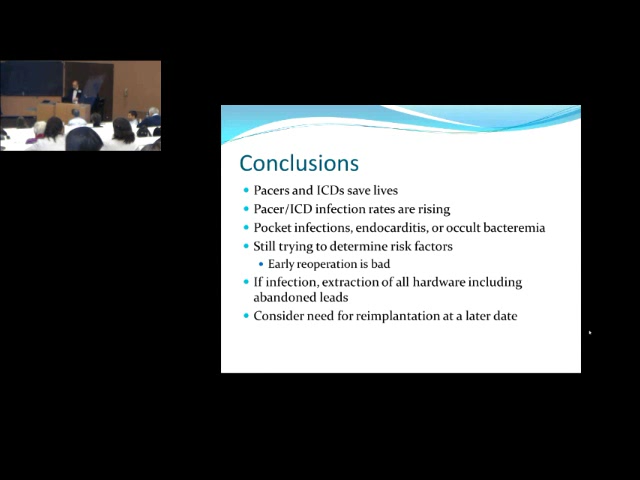 Conclusions
Pacers and ICDs save lives
Pacer/ICD infection rates are rising
Pocket infections, endocarditis, or occult bacteremia
Still trying to determine risk factors
Early reoperation is bad
If infection, extraction of all hardware including
abandoned leads
Consider need for reimplantation at a later date